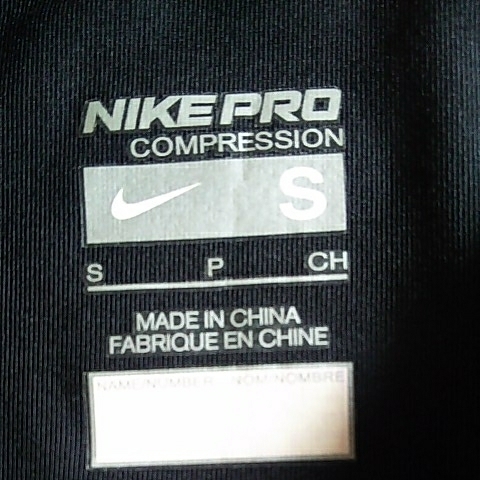 NIKE PRO
COMPRESSION
S
S P CH
MADE IN CHINA
FABRIQUE EN CHINE
NAME/NUMBER NOM/NOMBRE